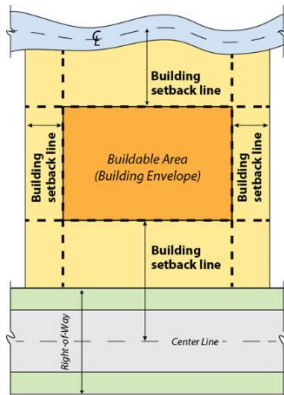 ℄
Building
setback line
Building
setback line
Buildable Area
(Building Envelope)
Building
setback line
Building
setback line
Right-of-Way
Center Line